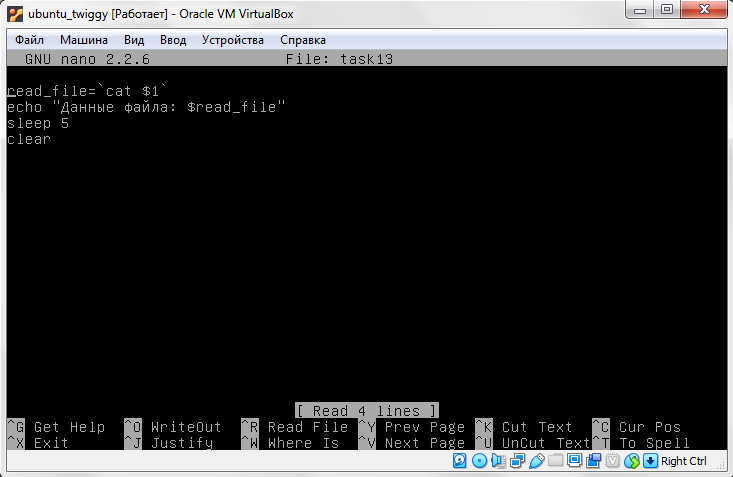 ubuntu_twiggy [Работает] - Oracle VM VirtualBox
Файл Машина Вид Ввод Устройства Справка
GNU nano 2.2.6 File: task13
read_file=`cat $1`
echo "Данные файла: $read_file"
sleep 5
clear
[ Read 4 lines ]
^G Get Help ^O WriteOut ^R Read File ^Y Prev Page ^K Cut Text ^C Cur Pos
^X Exit ^J Justify ^W Where Is ^V Next Page ^U UnCut Text ^T To Spell
Right Ctrl